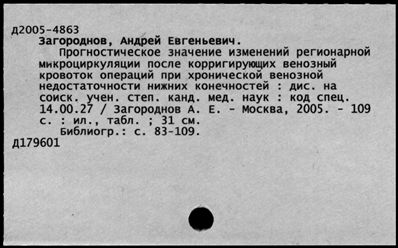 Д2005-4863
Загороднов, Андрей Евгеньевич.
Прогностическое значение изменений регионарной
микроциркуляции после корригирующих венозный
кровоток операций при хронической венозной
недостаточности нижних конечностей : дис. на
соиск. учен. степ. канд. мед. наук : код спец.
14.00.27 / Загороднов А. Е. - Москва, 2005. - 109
с. : ил., табл. ; 31 см.
Библиогр.: с. 83-109.
Д179601